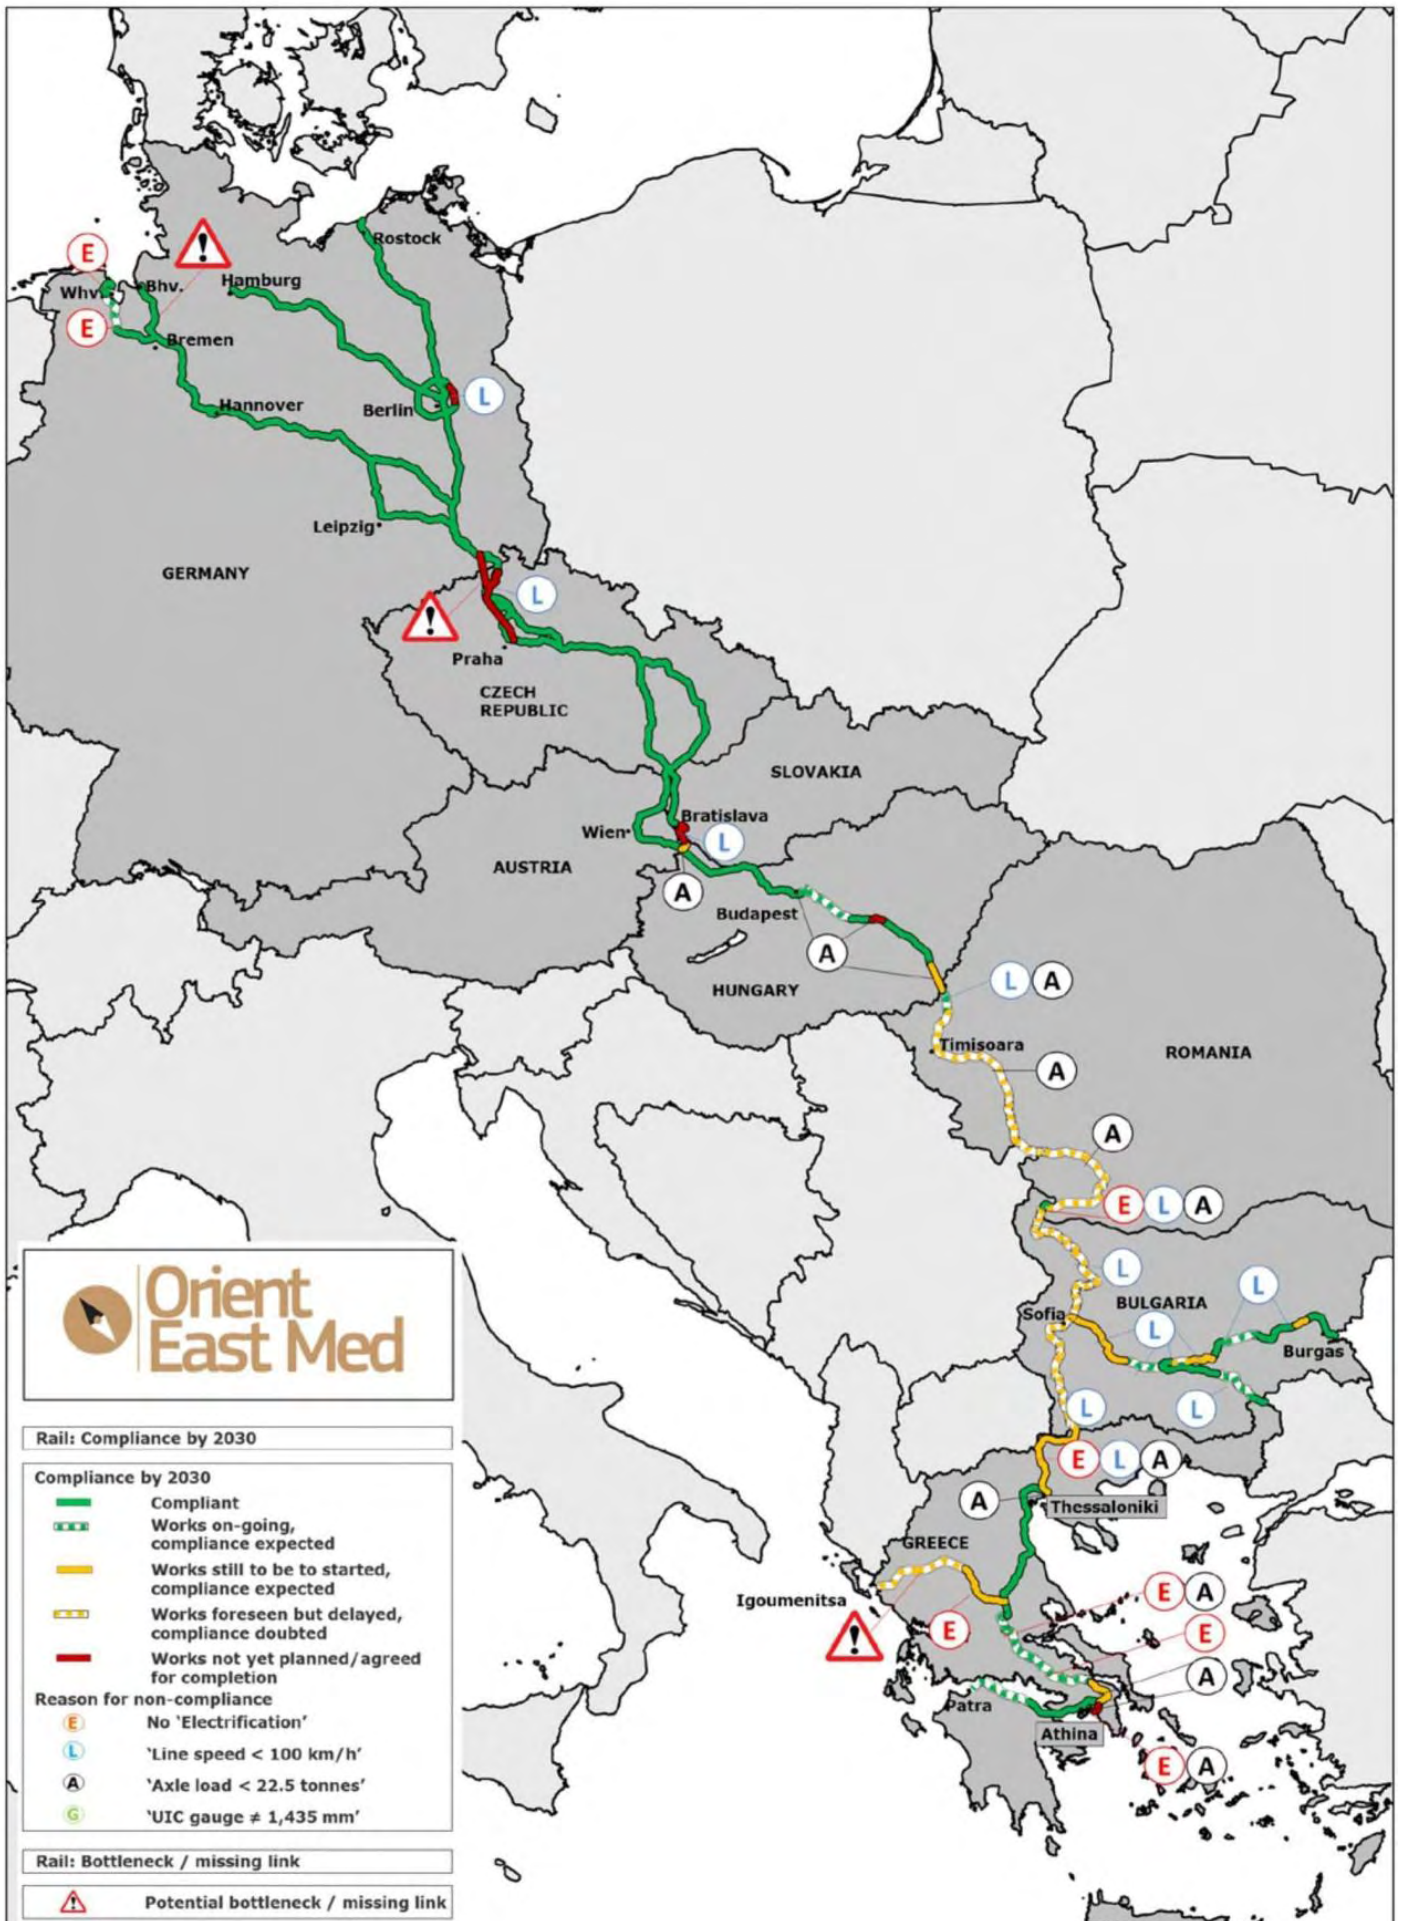 Rostock
E
Whv.
Bhv.
Hamburg
E
Bremen
L
Hannover
Berlin
Leipzig
GERMANY
L
Praha
CZECH
REPUBLIC
SLOVAKIA
Bratislava
Wien
L
AUSTRIA
A
Budapest
A
L A
HUNGARY
Timisoara
ROMANIA
A
A
E L A
L
L
BULGARIA
Sofia
L
Burgas
L
L
E L A
A
Thessaloniki
GREECE
E A
Igoumenitsa
E
E
A
Patra
Athina
E A
Orient
East Med
Rail: Compliance by 2030
Compliance by 2030
Compliant
Works on-going,
compliance expected
Works still to be to started,
compliance expected
Works foreseen but delayed,
compliance doubted
Works not yet planned/agreed
for completion
Reason for non-compliance
E No ‘Electrification’
L ‘Line speed < 100 km/h’
A ‘Axle load < 22.5 tonnes’
G ‘UIC gauge ≠ 1,435 mm’
Rail: Bottleneck / missing link
! Potential bottleneck / missing link